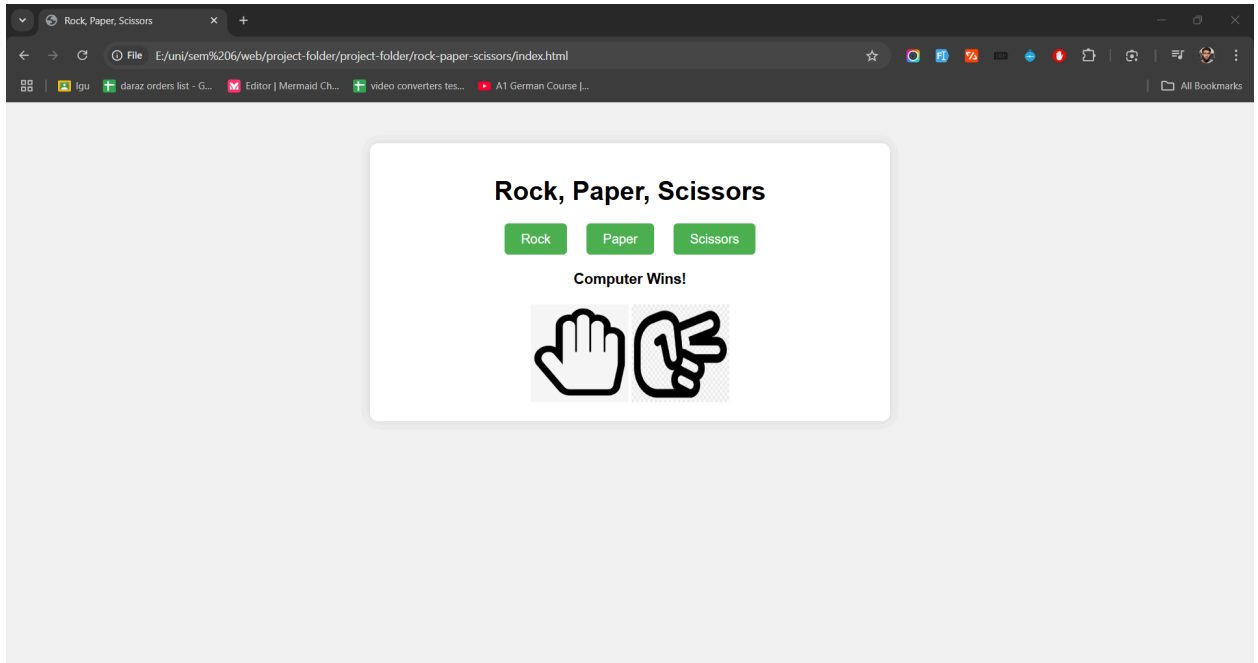 Rock, Paper, Scissors
File E:/uni/sem%206/web/project-folder/project-folder/rock-paper-scissors/index.html
lgu daraz orders list - G... Editor | Mermaid Ch... video converters tes... A1 German Course |... All Bookmarks
Rock, Paper, Scissors
Rock Paper Scissors
Computer Wins!